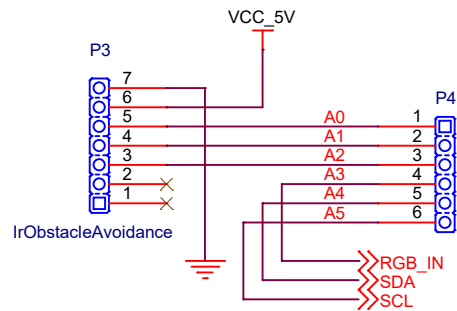 VCC_5V
P3
P4
7
6
5
4
3
2
1
A0
A1
A2
A3
A4
A5
1
2
3
4
5
6
IrObstacleAvoidance
RGB_IN
SDA
SCL